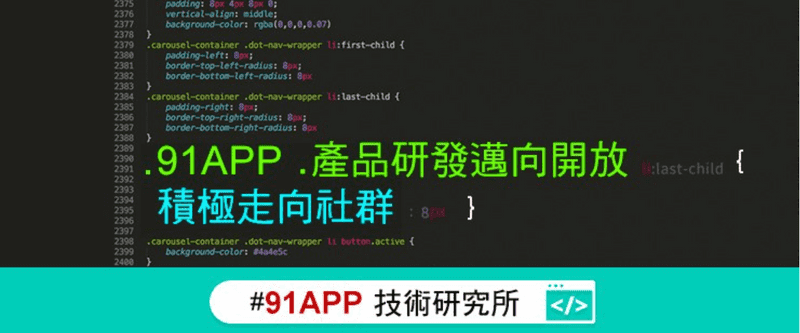 2375 padding: 8px 4px 8px 0;
2376 vertical-align: middle;
2377 background-color: rgba(0,0,0,0.07)
2378 }
2379 .carousel-container .dot-nav-wrapper li:first-child {
2380 padding-left: 8px;
2381 border-top-left-radius: 8px;
2382 border-bottom-left-radius: 8px
2383 }
2384 .carousel-container .dot-nav-wrapper li:last-child {
2385 padding-right: 8px;
2386 border-top-right-radius: 8px;
2387 border-bottom-right-radius: 8px
2388 }
2389
2390
2391 .91APP .產品研發邁向開放 li:last-child {
2392
2393
2394
2395 積極走向社群 : 8px }
2396
2397
2398 .carousel-container .dot-nav-wrapper li button.active {
2399 background-color: #4a4e5c
2400 }
#91APP 技術研究所 </>